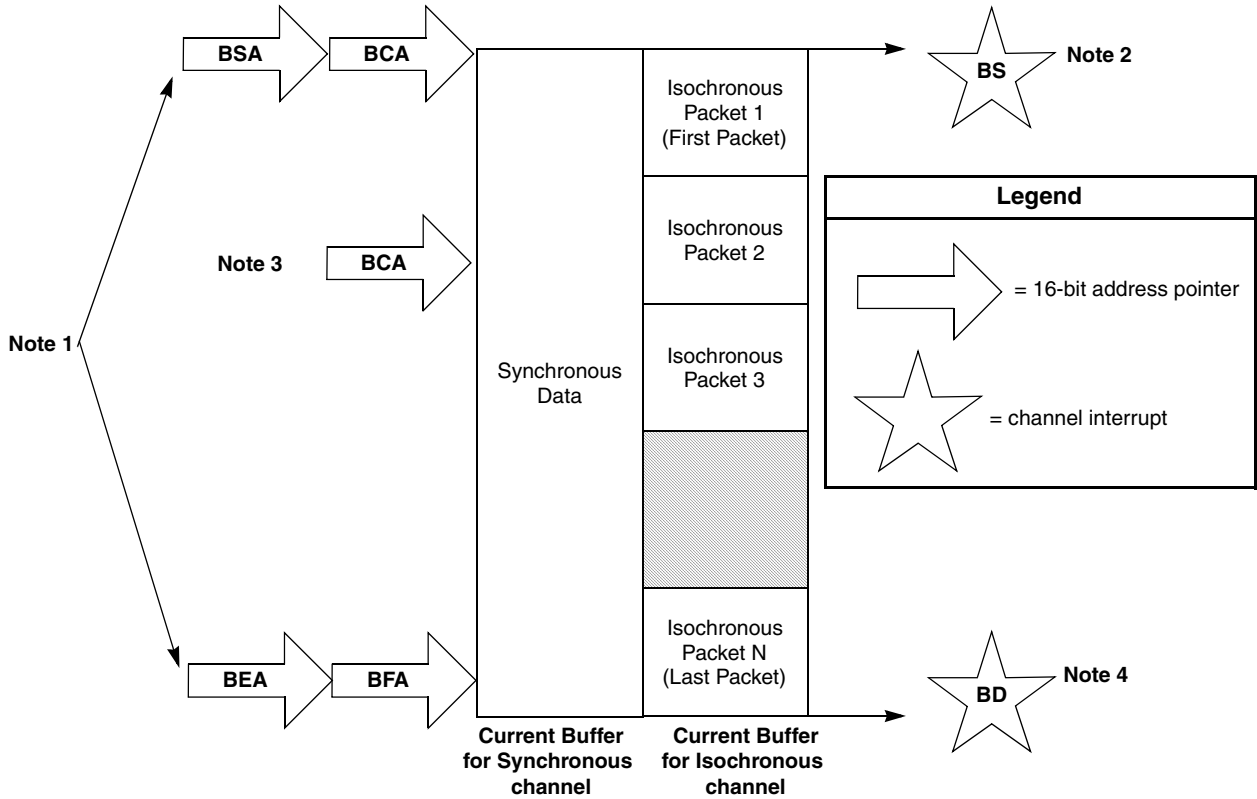 BSA
BCA
Isochronous
Packet 1
(First Packet)
BS
Note 2
Legend
Note 3
BCA
Isochronous
Packet 2
= 16-bit address pointer
Note 1
Synchronous
Data
Isochronous
Packet 3
= channel interrupt
BEA
BFA
Isochronous
Packet N
(Last Packet)
BD
Note 4
Current Buffer
for Synchronous
channel
Current Buffer
for Isochronous
channel